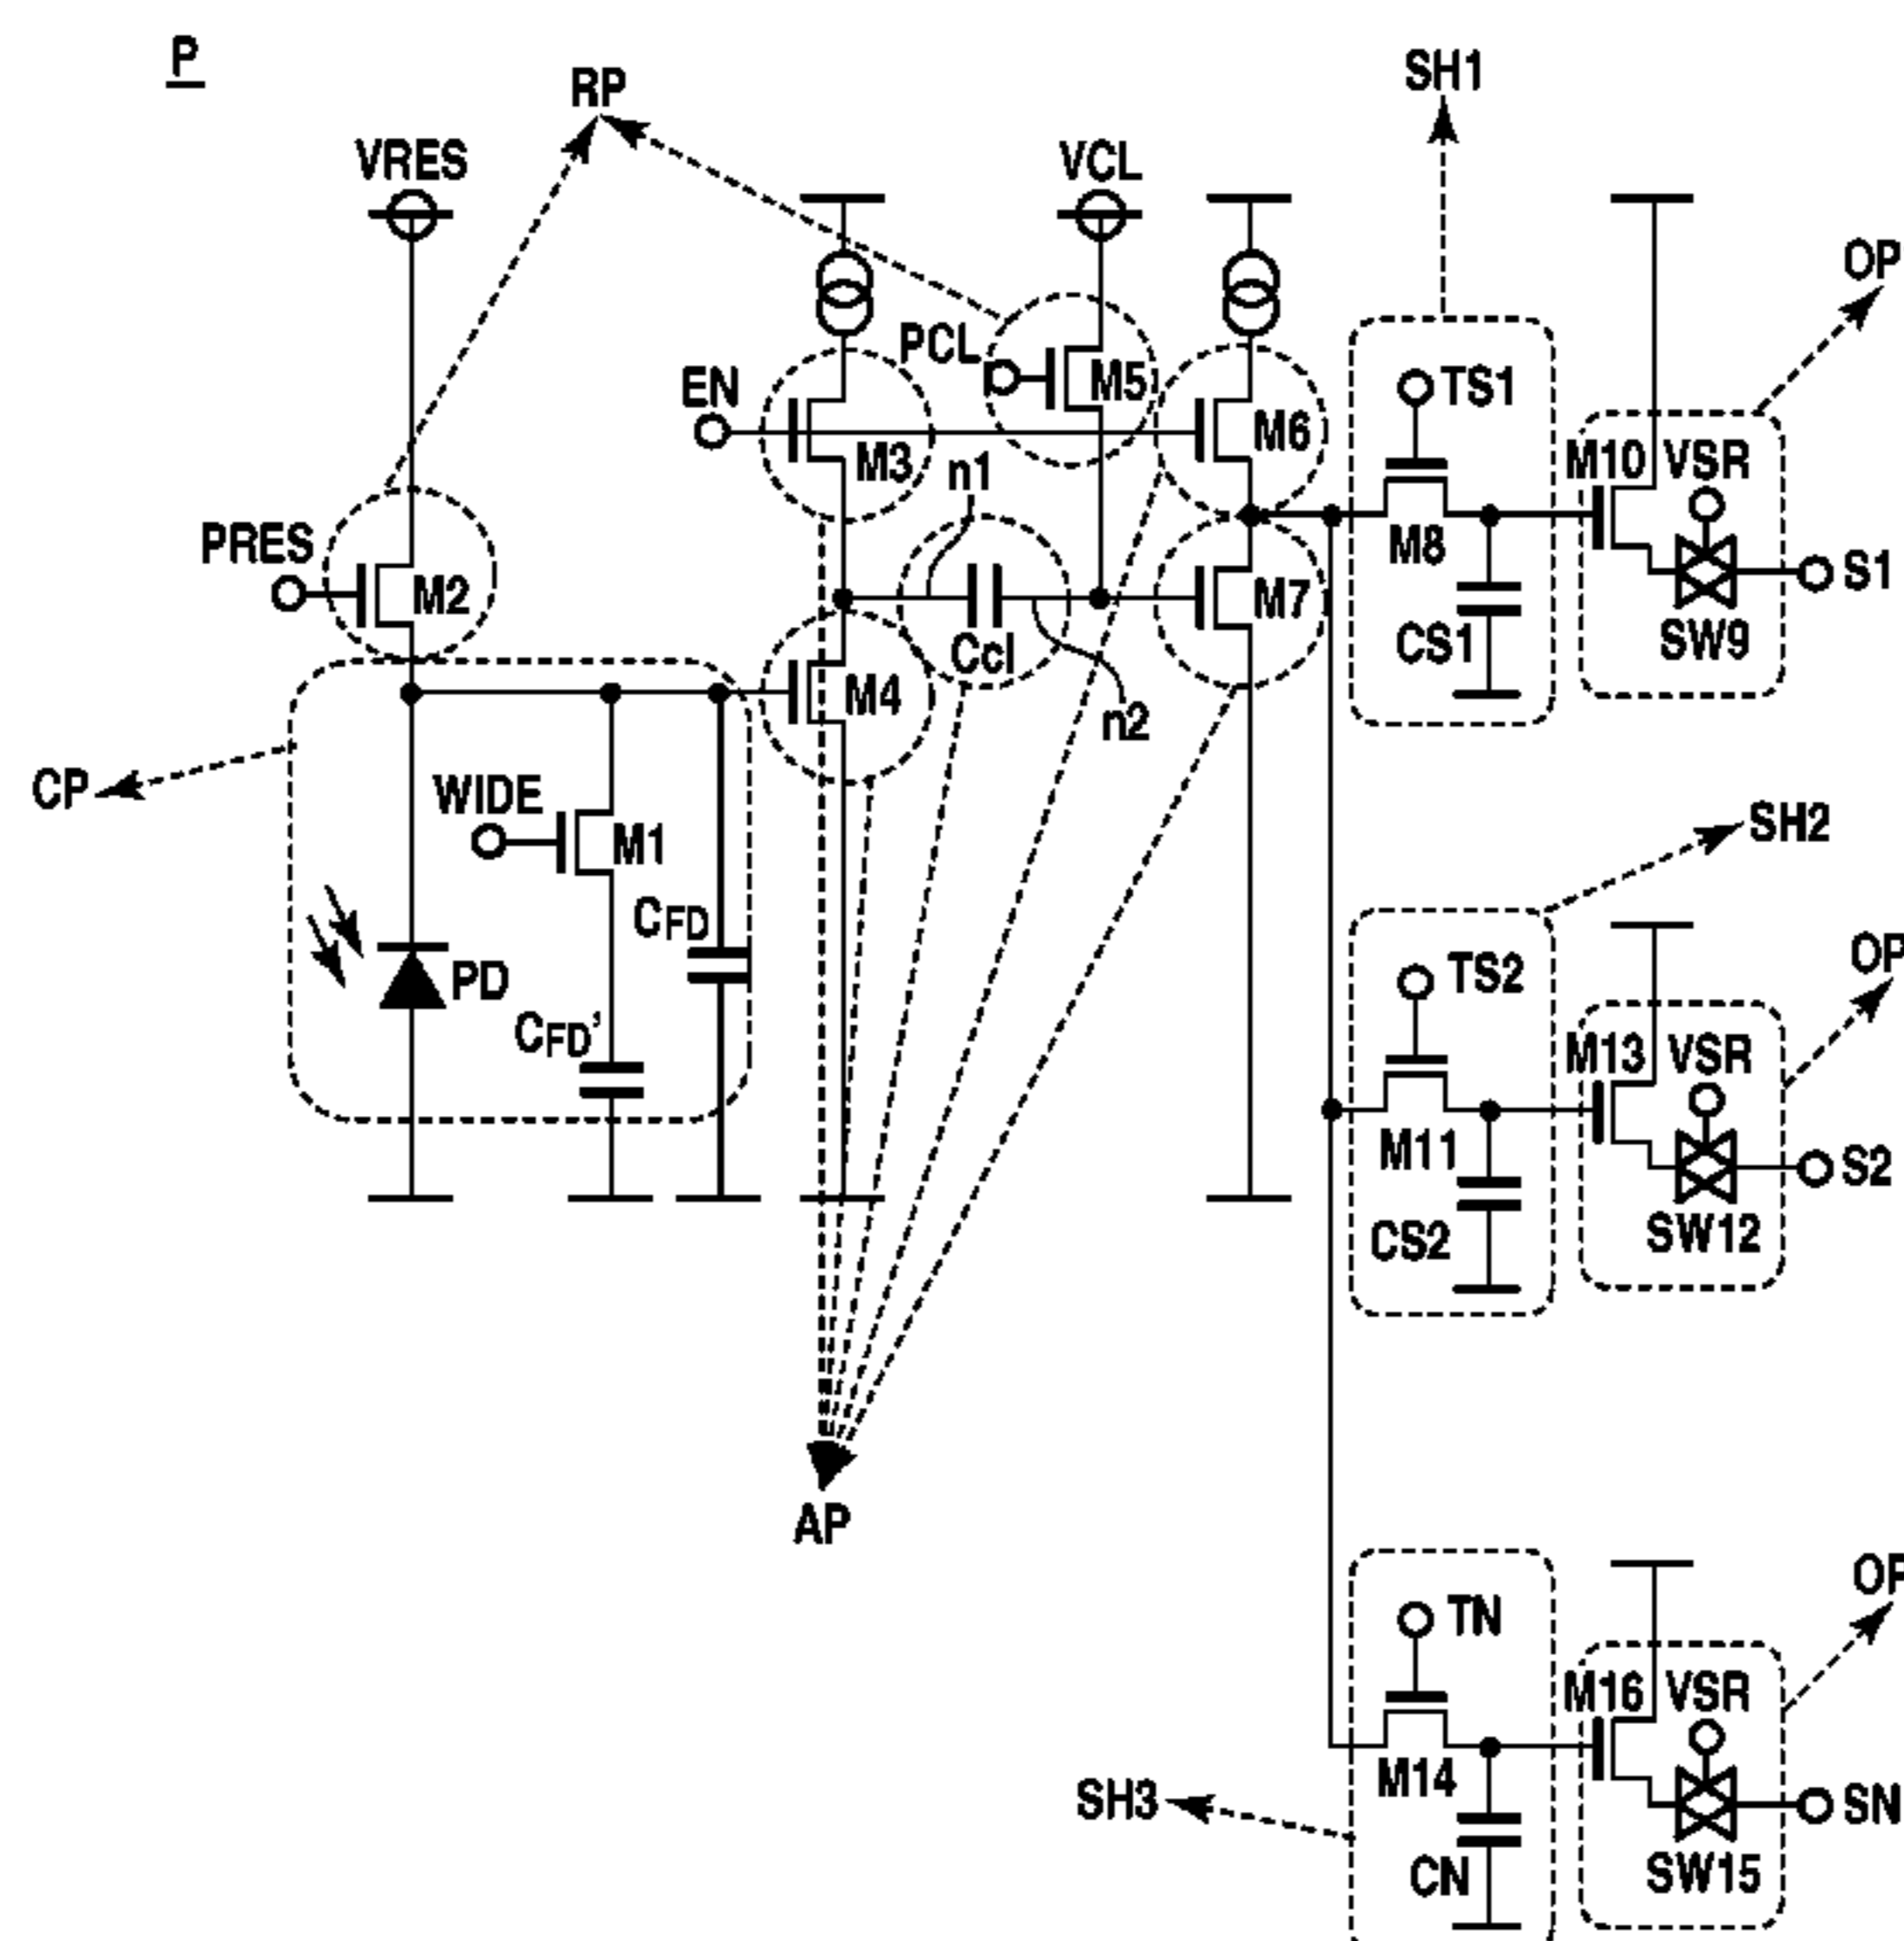 P
RP
SH1
VRES
VCL
OP
PCL
M5
TS1
EN
M3
M6
M10
VSR
n1
PRES
M2
M8
M7
S1
Ccl
CS1
SW9
M4
n2
CP
WIDE
M1
SH2
CFD
OP
PD
TS2
CFD'
M13
VSR
M11
S2
CS2
SW12
AP
OP
TN
M16
VSR
M14
SH3
SN
CN
SW15